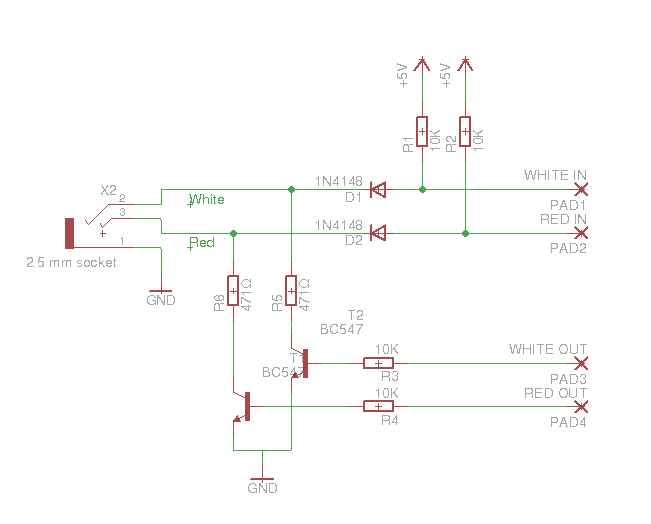 +5V
+5V
R1
10K
R2
10K
1N4148
D1
WHITE IN
PAD1
X2
2
3
1
White
Red
1N4148
D2
RED IN
PAD2
2.5 mm socket
GND
R6
471Ω
R5
471Ω
T2
BC547
T1
BC547
10K
R3
WHITE OUT
PAD3
10K
R4
RED OUT
PAD4
GND